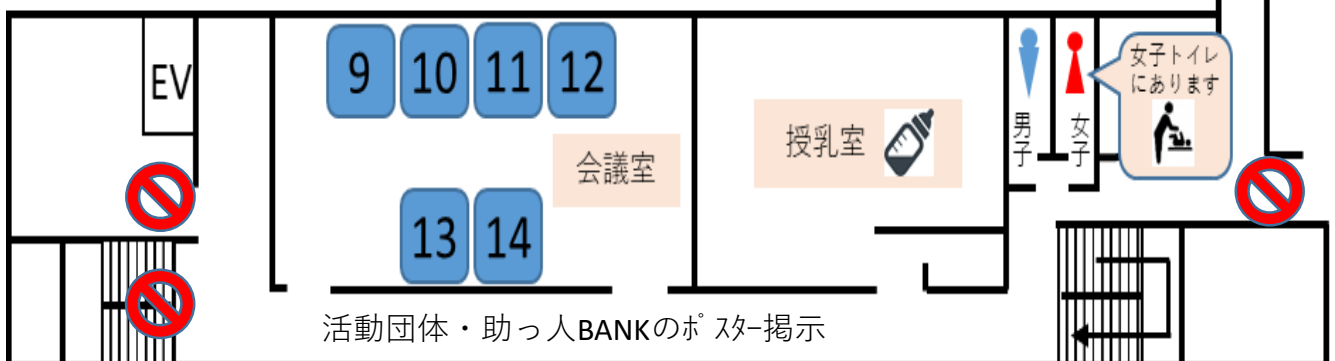 EV
9
10
11
12
会議室
13
14
授乳室
男子
女子
女子トイレ
にあります
活動団体・助っ人BANKのポスター掲示